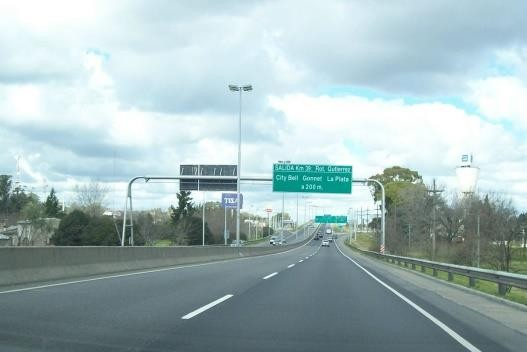 SALIDA Km 39 Rot. Gutierrez
City Bell Gonnet La Plata
a 200 m.